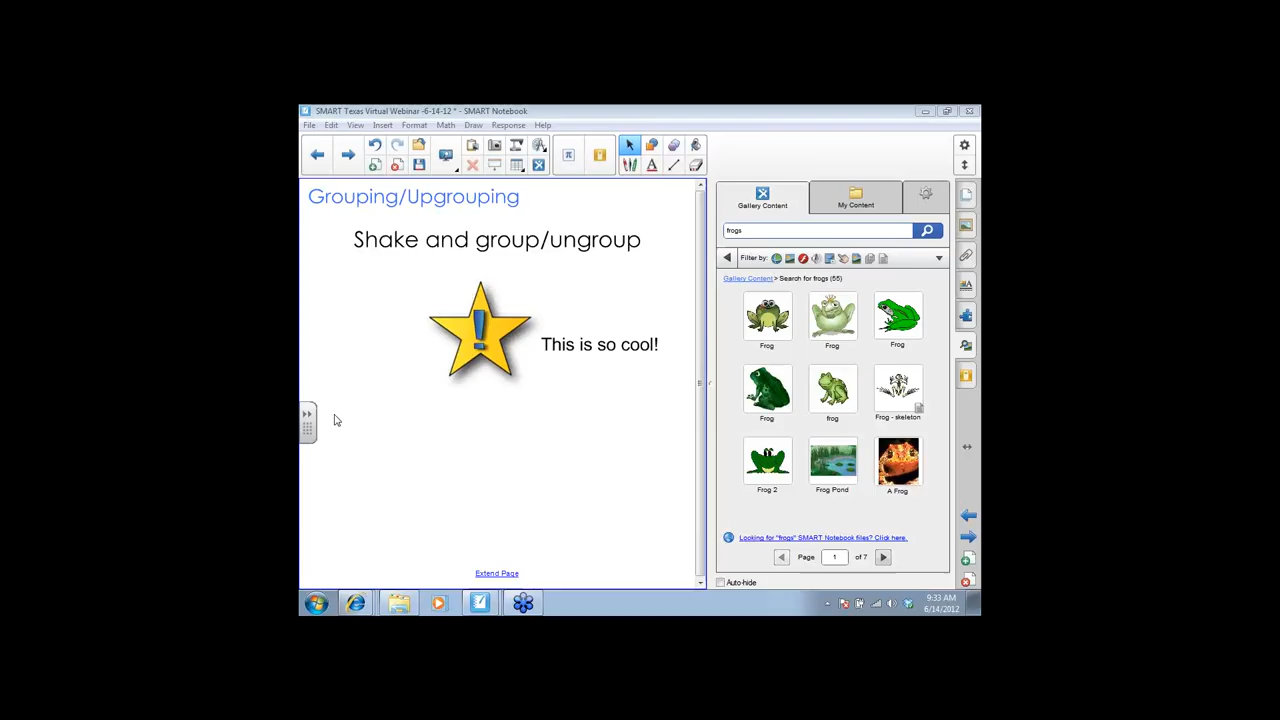 SMART Texas Virtual Webinar -6-14-12 * - SMART Notebook
File Edit View Insert Format Math Draw Response Help
Grouping/Upgrouping
Shake and group/ungroup
!
This is so cool!
Extend Page
Gallery Content
My Content
frogs
Filter by:
Gallery Content > Search for frogs (55)
Frog Frog Frog
Frog frog Frog - skeleton
Frog 2 Frog Pond A Frog
Looking for "frogs" SMART Notebook files? Click here.
Page 1 of 7
Auto-hide
9:33 AM
6/14/2012